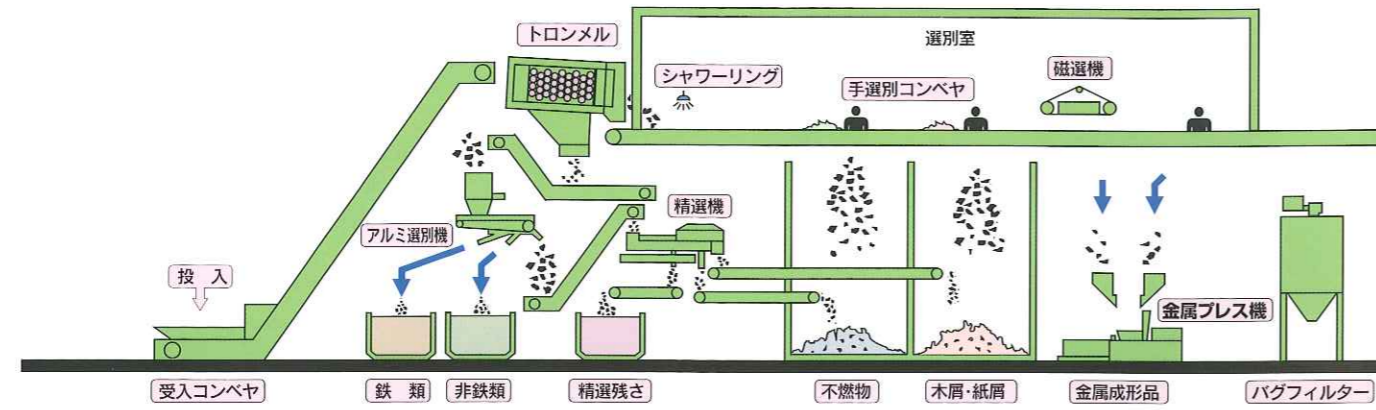 トロンメル
選別室
シャワーリング
手選別コンベヤ
磁選機
アルミ選別機
精選機
投 入
金属プレス機
受入コンベヤ
鉄 類
非鉄類
精選残さ
不燃物
木屑・紙屑
金属成形品
バグフィルター